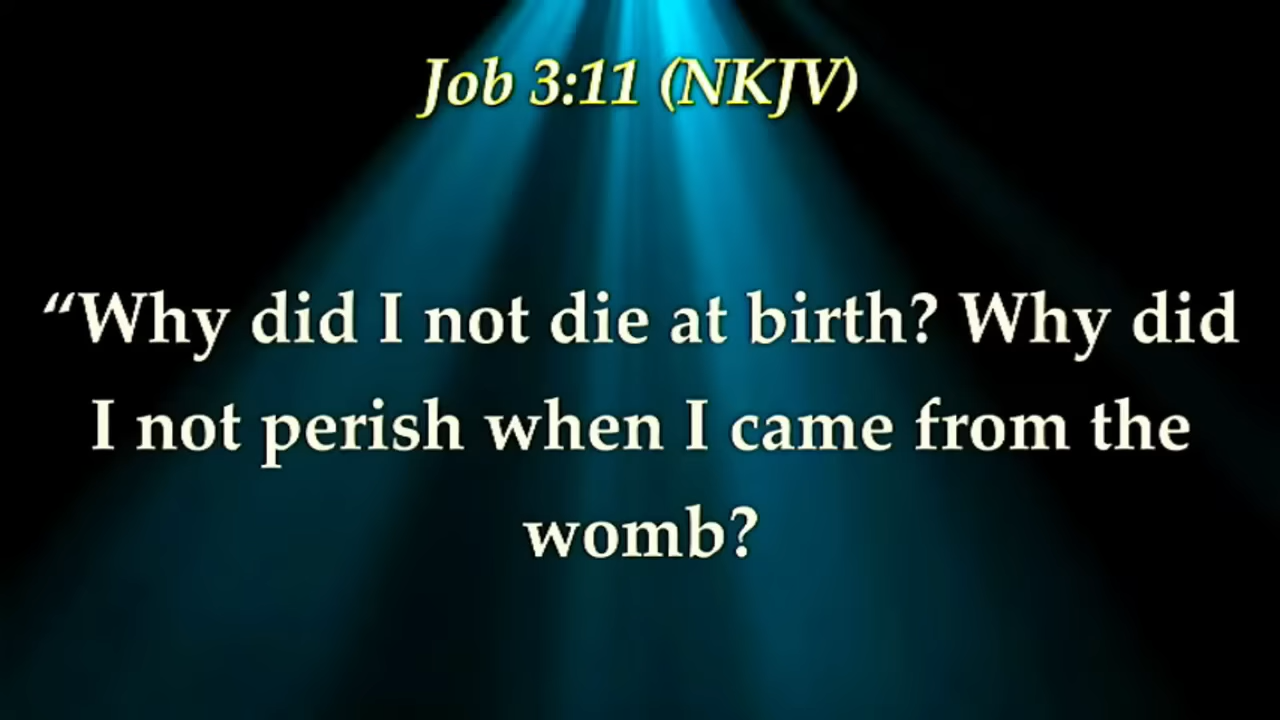 Job 3:11 (NKJV)
“Why did I not die at birth? Why did
I not perish when I came from the
womb?